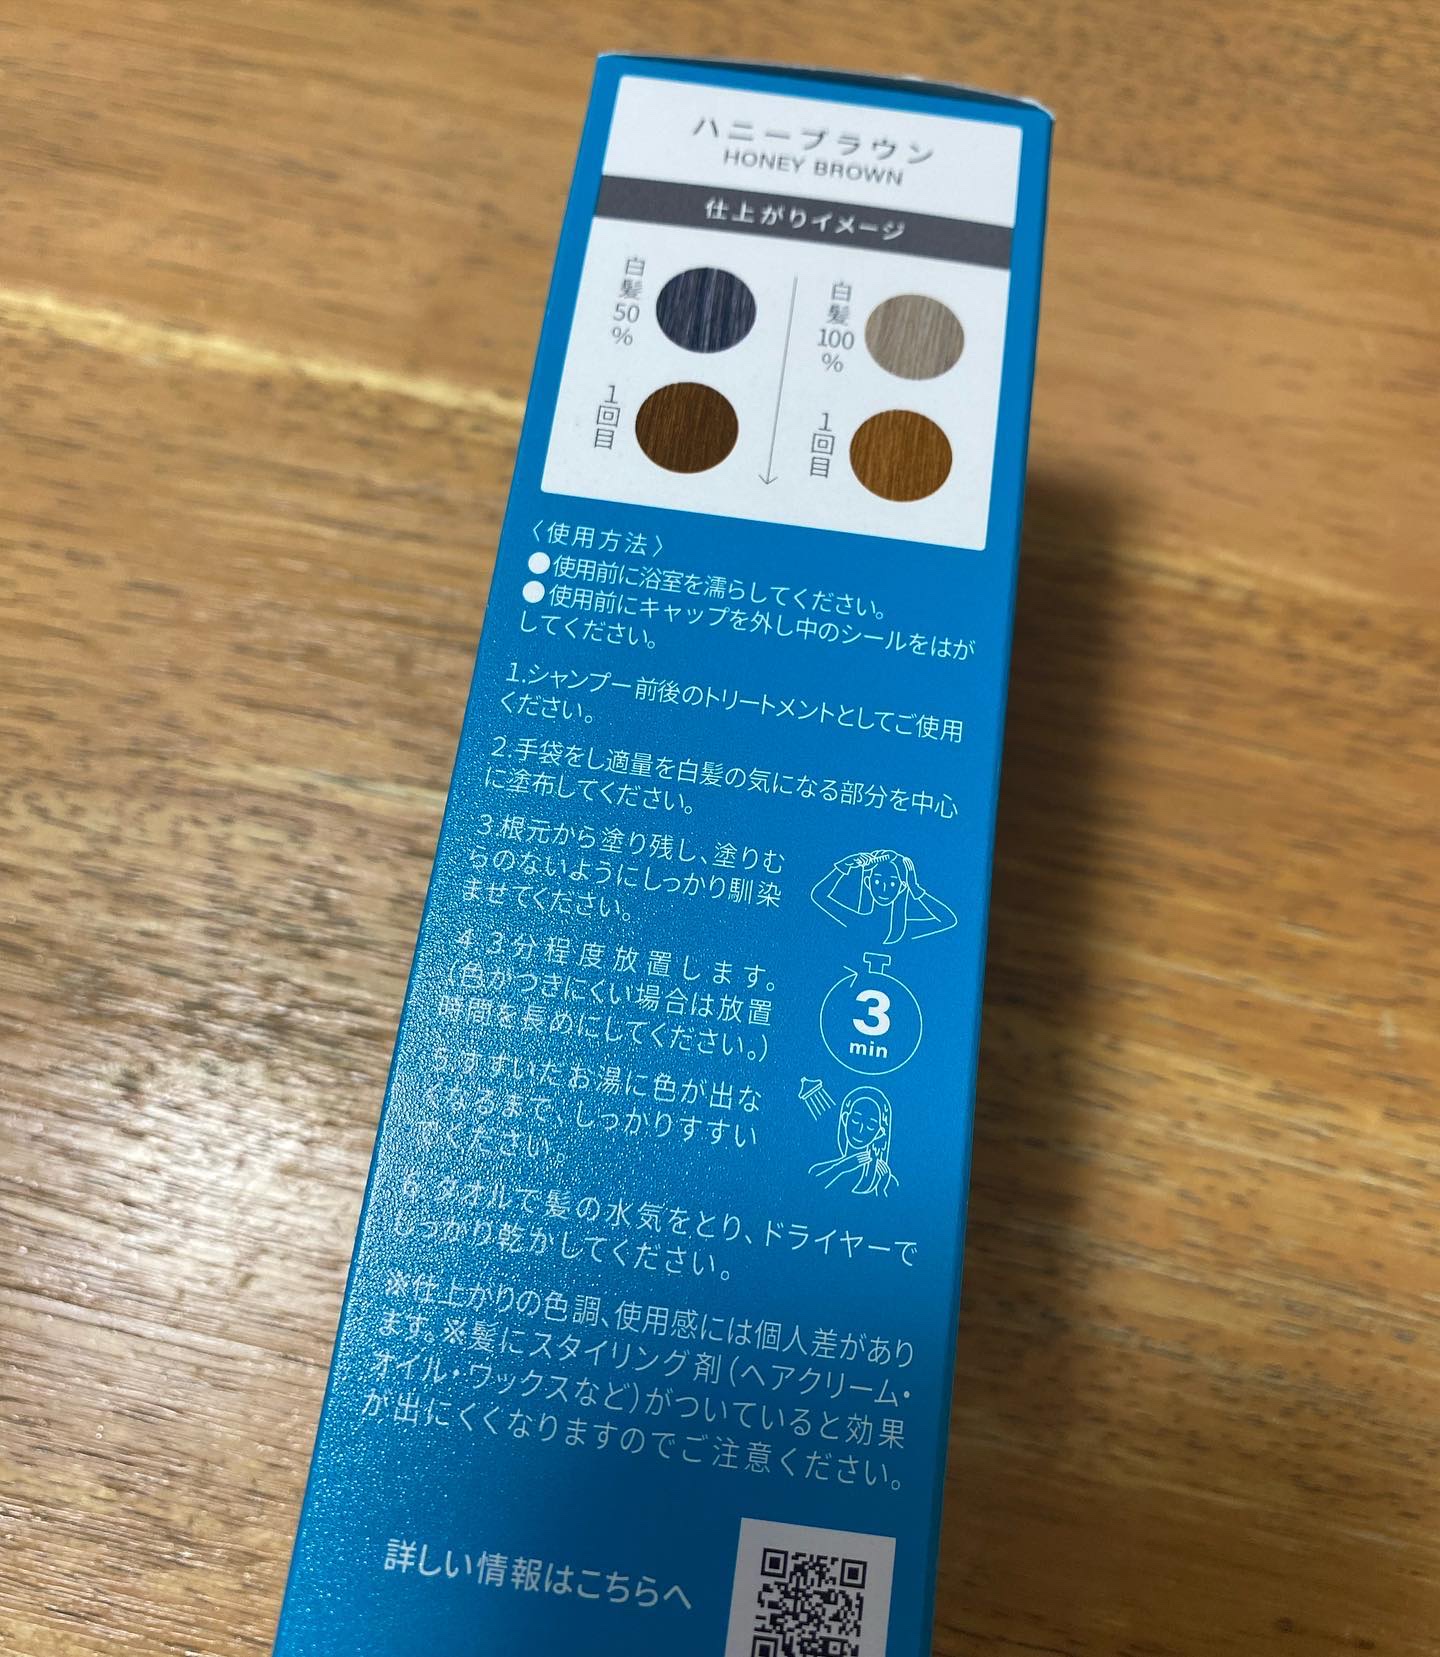 ハニーブラウン
HONEY BROWN
仕上がりイメージ
白髪50%
1回目
白髪100%
1回目
〈使用方法〉
●使用前に浴室を濡らしてください。
●使用前にキャップを外し中のシールをはが
してください。
1.シャンプー前後のトリートメントとしてご使用
ください。
2.手袋をし適量を白髪の気になる部分を中心
に塗布してください。
3.根元から塗り残し、塗りむ
らのないようにしっかり馴染
ませてください。
4.3分程度放置します。
(色がつきにくい場合は放置
時間を長めにしてください。)
3
min
5.すすいだお湯に色が出な
くなるまで、しっかりすすい
でください。
6.タオルで髪の水気をとり、ドライヤーで
しっかり乾かしてください。
※仕上がりの色調、使用感には個人差があり
ます。※髪にスタイリング剤(ヘアクリーム・
オイル・ワックスなど)がついていると効果
が出にくくなりますのでご注意ください。
詳しい情報はこちらへ